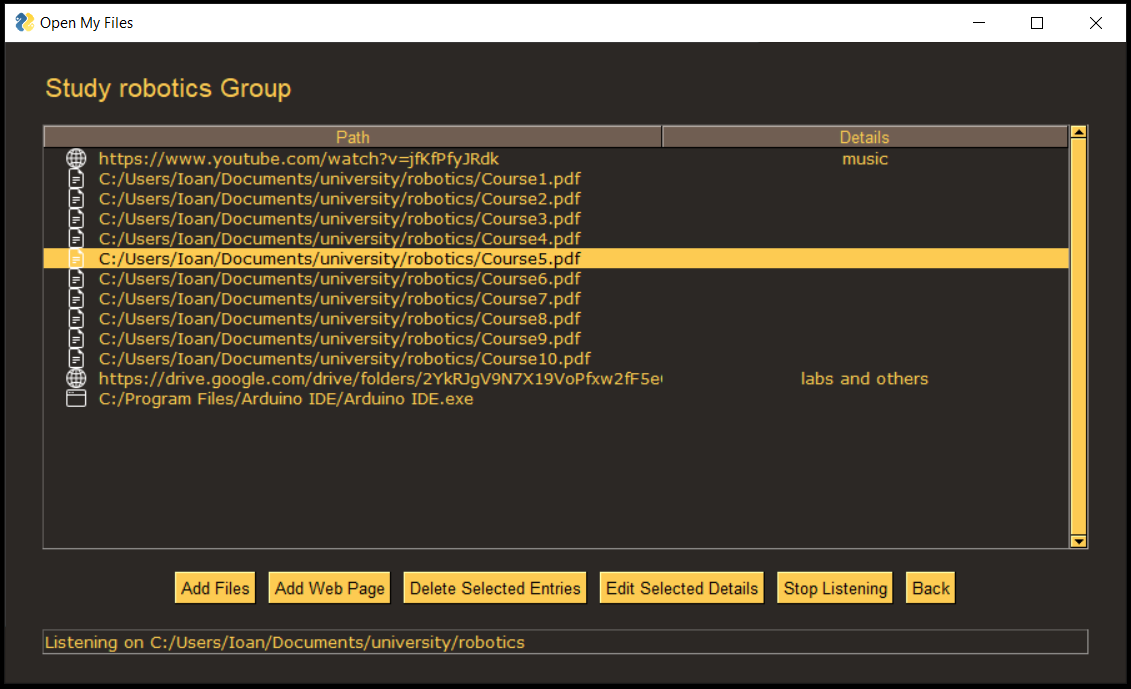 Open My Files
Study robotics Group
Path Details
https://www.youtube.com/watch?v=jfKfPfyJRdk music
C:/Users/Ioan/Documents/university/robotics/Course1.pdf
C:/Users/Ioan/Documents/university/robotics/Course2.pdf
C:/Users/Ioan/Documents/university/robotics/Course3.pdf
C:/Users/Ioan/Documents/university/robotics/Course4.pdf
C:/Users/Ioan/Documents/university/robotics/Course5.pdf
C:/Users/Ioan/Documents/university/robotics/Course6.pdf
C:/Users/Ioan/Documents/university/robotics/Course7.pdf
C:/Users/Ioan/Documents/university/robotics/Course8.pdf
C:/Users/Ioan/Documents/university/robotics/Course9.pdf
C:/Users/Ioan/Documents/university/robotics/Course10.pdf
https://drive.google.com/drive/folders/2YkRJgV9N7X19VoPfxw2fF5e labs and others
C:/Program Files/Arduino IDE/Arduino IDE.exe
Add Files Add Web Page Delete Selected Entries Edit Selected Details Stop Listening Back
Listening on C:/Users/Ioan/Documents/university/robotics